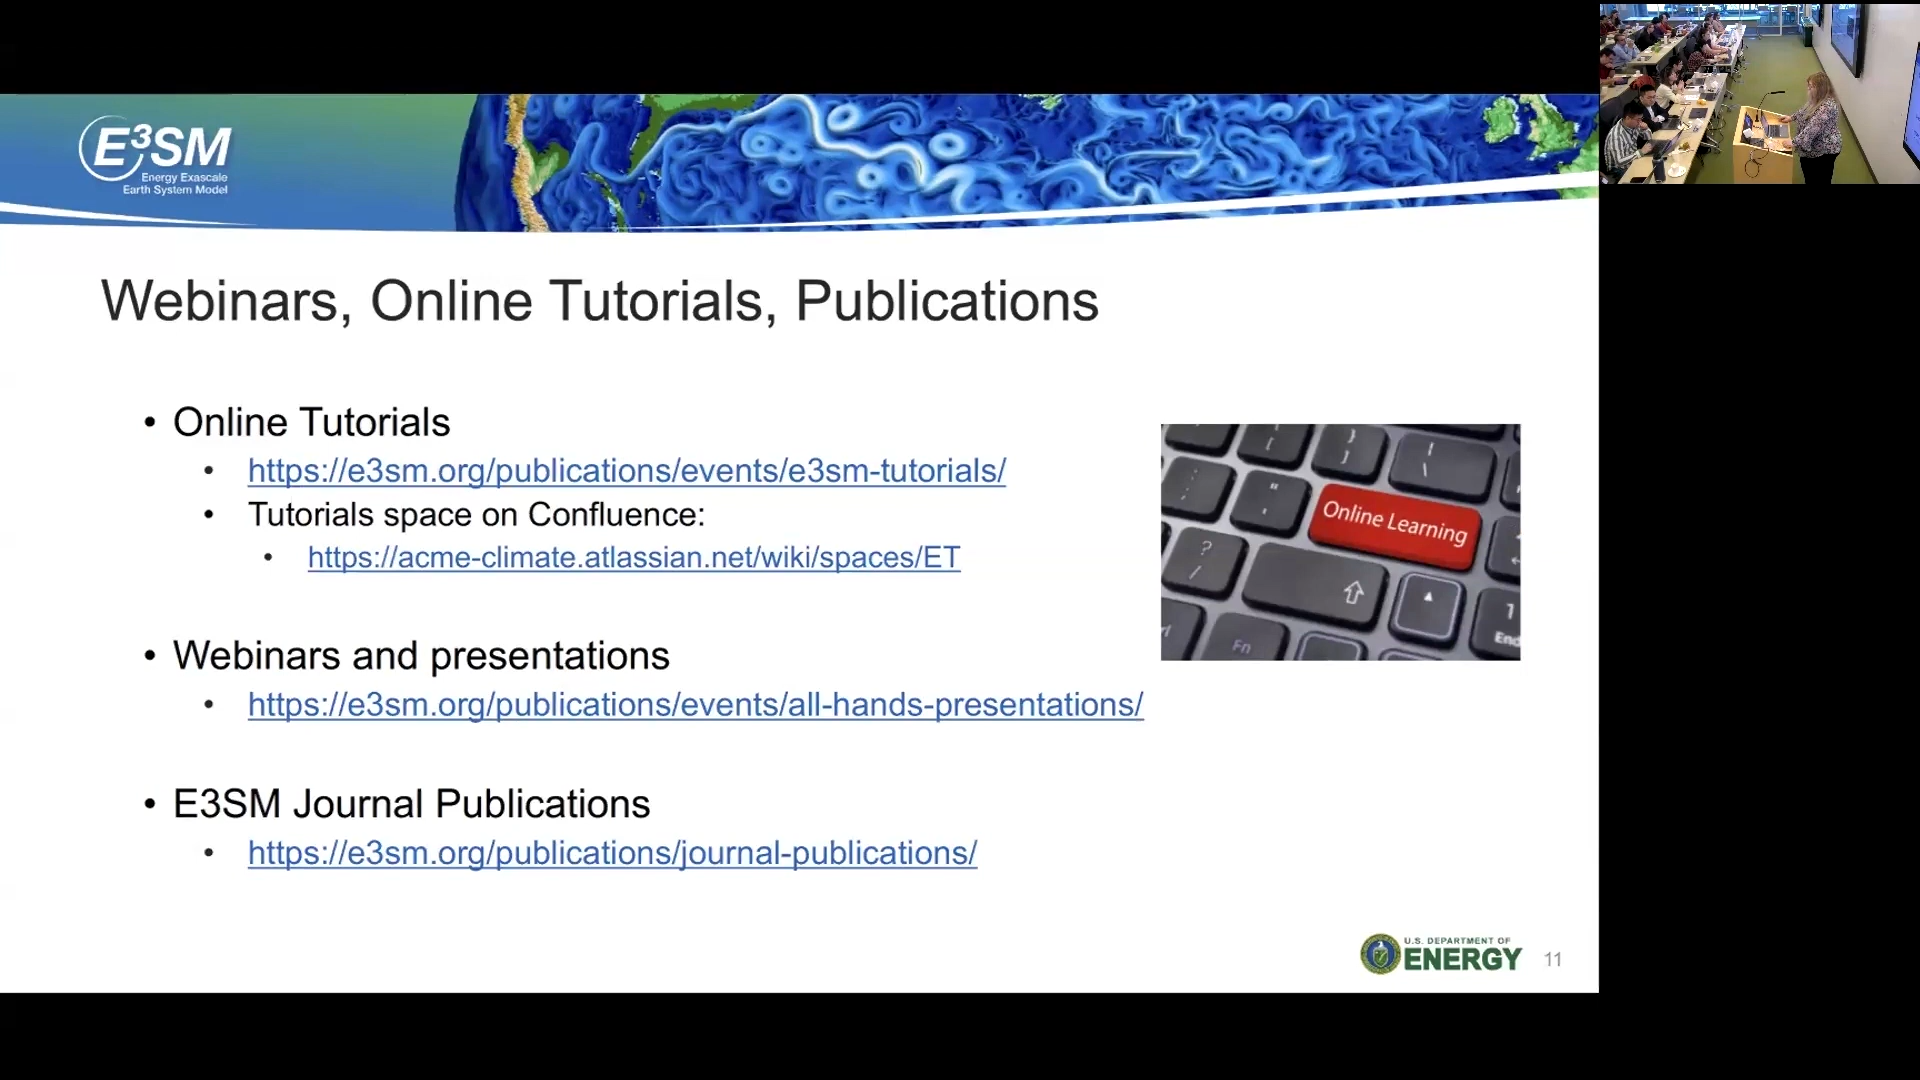 E³SM
Energy Exascale
Earth System Model
Webinars, Online Tutorials, Publications
• Online Tutorials
• https://e3sm.org/publications/events/e3sm-tutorials/
• Tutorials space on Confluence:
• https://acme-climate.atlassian.net/wiki/spaces/ET
Online Learning
Fn
End
• Webinars and presentations
• https://e3sm.org/publications/events/all-hands-presentations/
• E3SM Journal Publications
• https://e3sm.org/publications/journal-publications/
U.S. DEPARTMENT OF
ENERGY
11